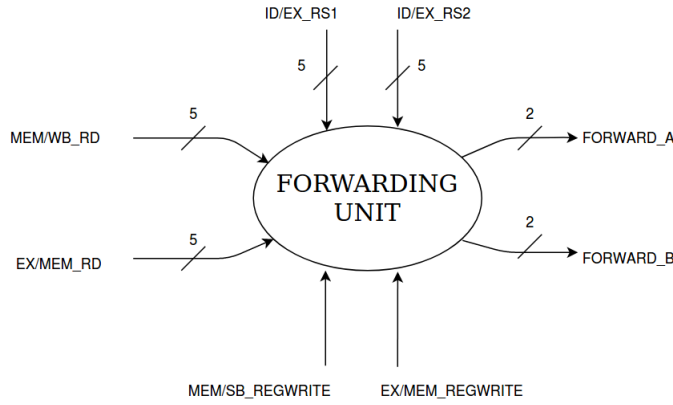 ID/EX_RS1
ID/EX_RS2
5
5
5
2
MEM/WB_RD
FORWARD_A
FORWARDING
UNIT
5
2
EX/MEM_RD
FORWARD_B
MEM/SB_REGWRITE
EX/MEM_REGWRITE